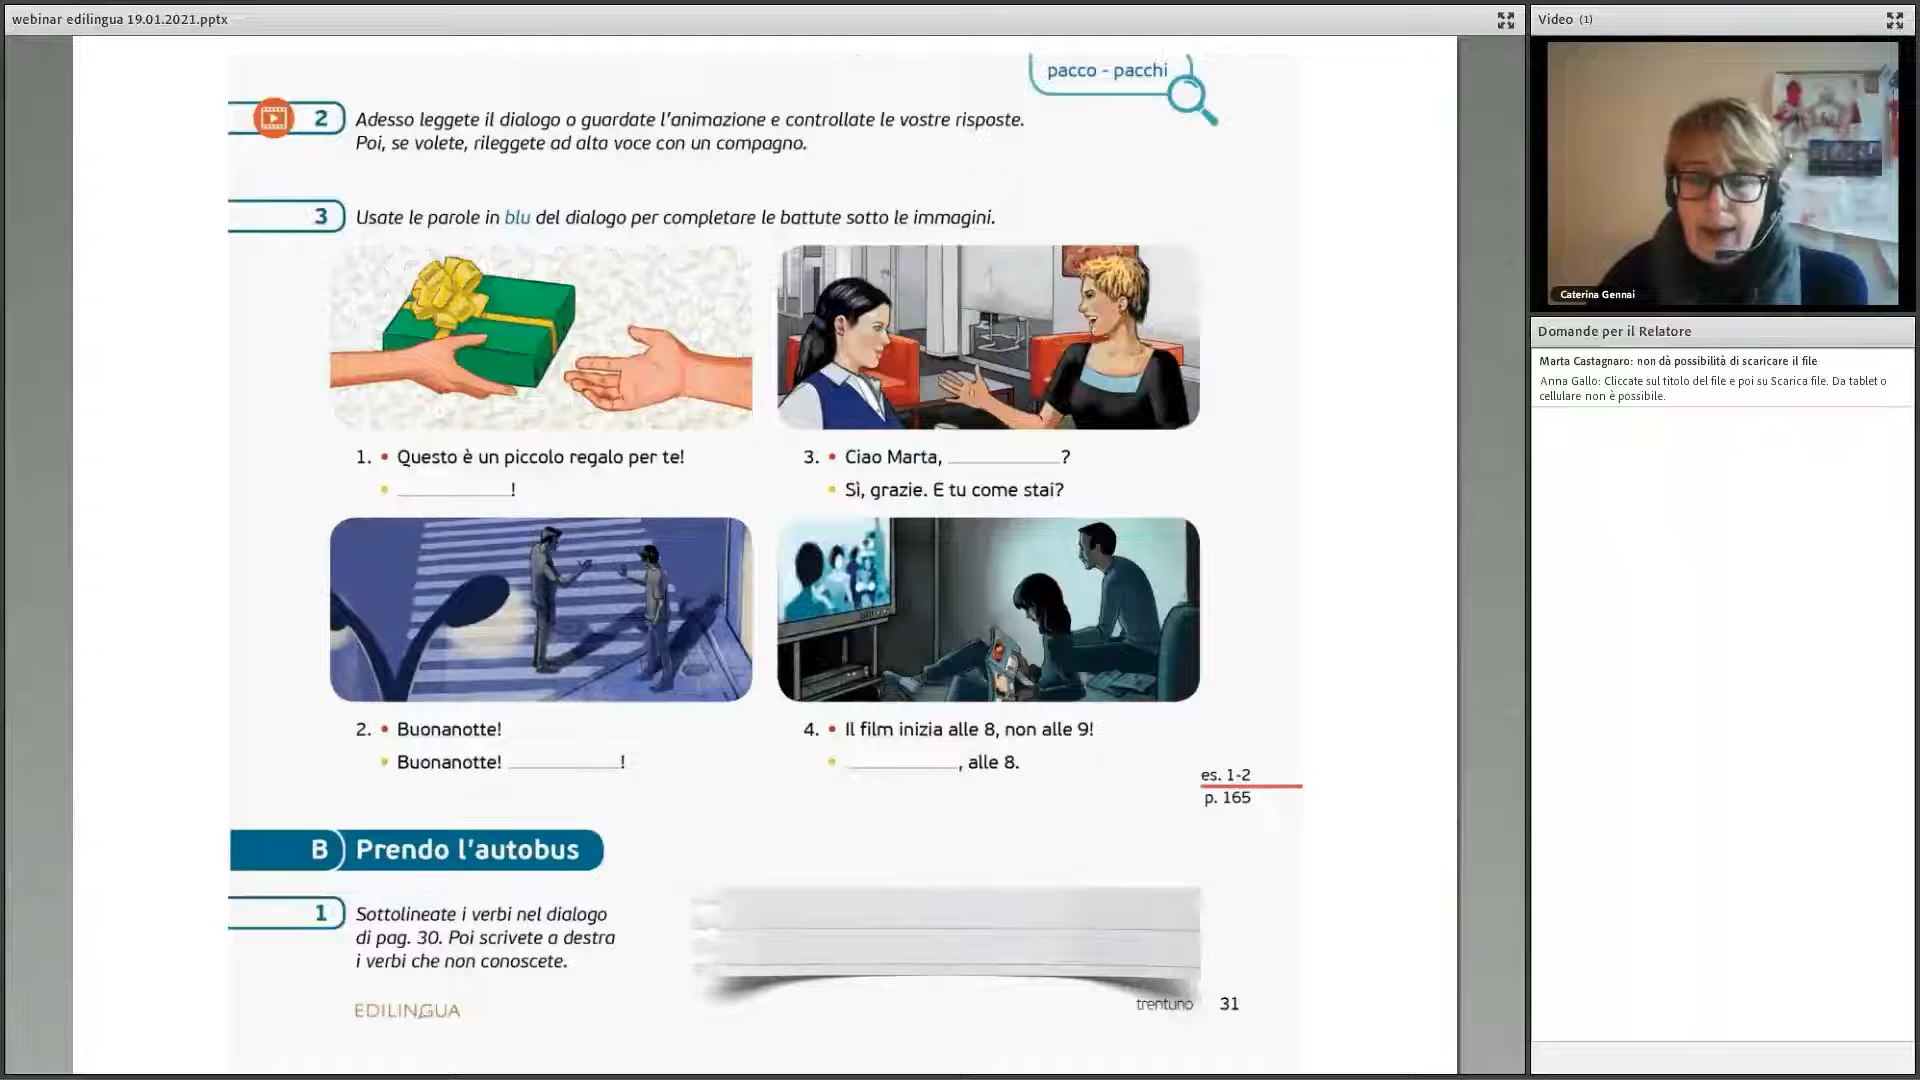 webinar edilingua 19.01.2021.pptx
pacco - pacchi
2
Adesso leggete il dialogo o guardate l'animazione e controllate le vostre risposte.
Poi, se volete, rileggete ad alta voce con un compagno.
3
Usate le parole in blu del dialogo per completare le battute sotto le immagini.
1. • Questo è un piccolo regalo per te!
• ____________!
3. • Ciao Marta, ____________?
• Sì, grazie. E tu come stai?
2. • Buonanotte!
• Buonanotte! ____________!
4. • Il film inizia alle 8, non alle 9!
• ____________, alle 8.
es. 1-2
p. 165
B Prendo l'autobus
1
Sottolineate i verbi nel dialogo
di pag. 30. Poi scrivete a destra
i verbi che non conoscete.
EDILINGUA
trentuno 31
Video (1)
Caterina Gennai
Domande per il Relatore
Marta Castagnaro: non dà possibilità di scaricare il file
Anna Gallo: Cliccate sul titolo del file e poi su Scarica file. Da tablet o
cellulare non è possibile.